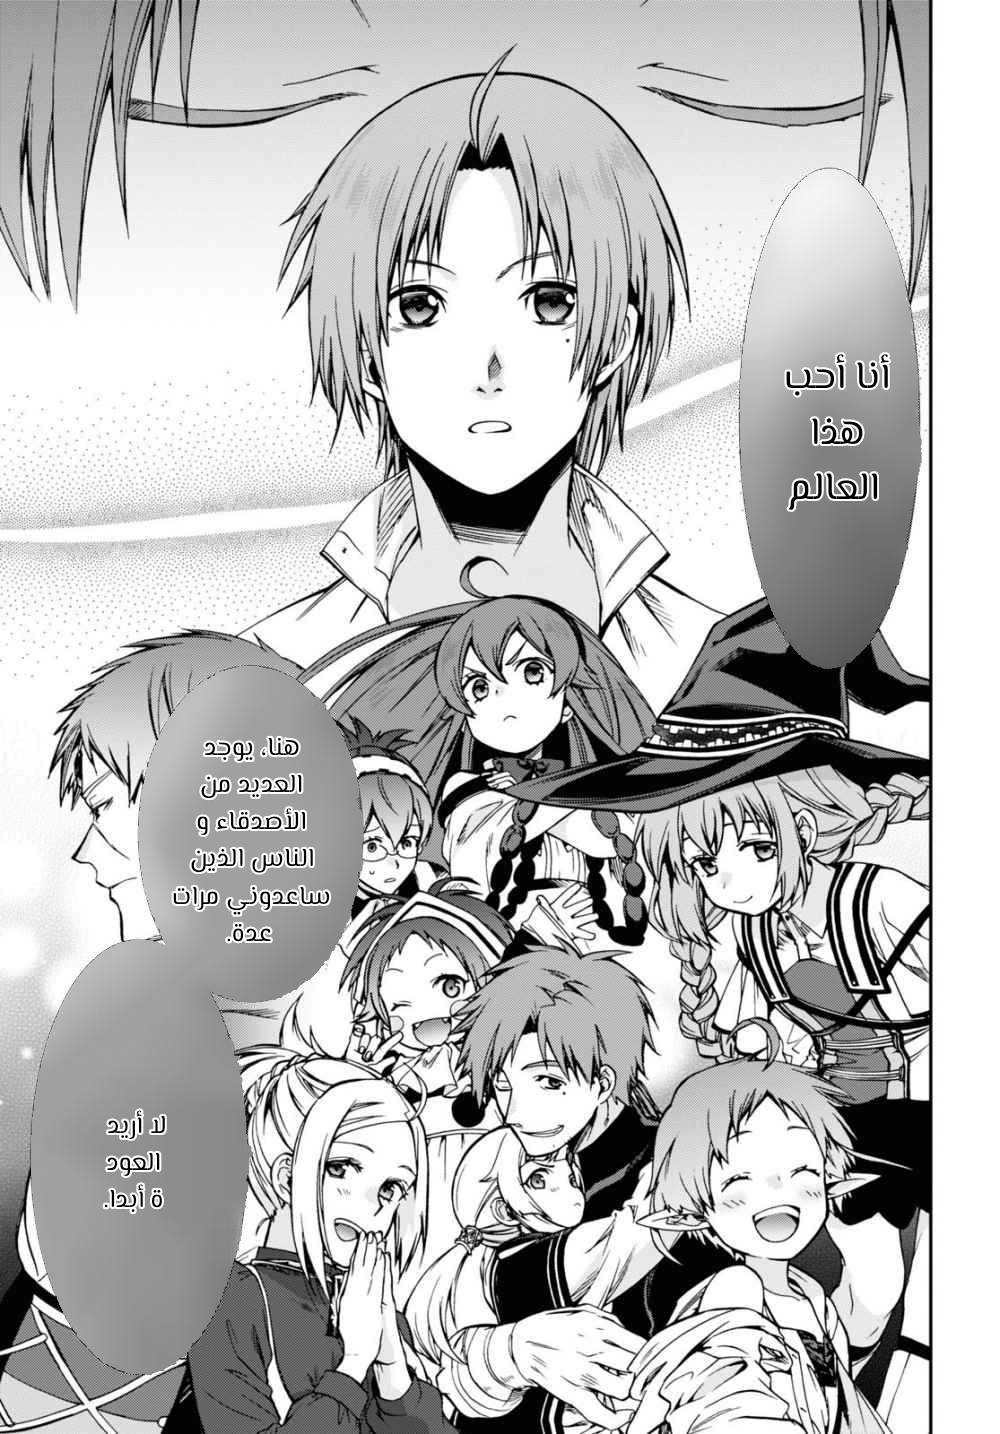 أنا أحب
هذا
العالم
هنا، يوجد
العديد من
الأصدقاء و
الناس الذين
ساعدوني مرات
عدة.
لا أريد
العود
ة أبدا.